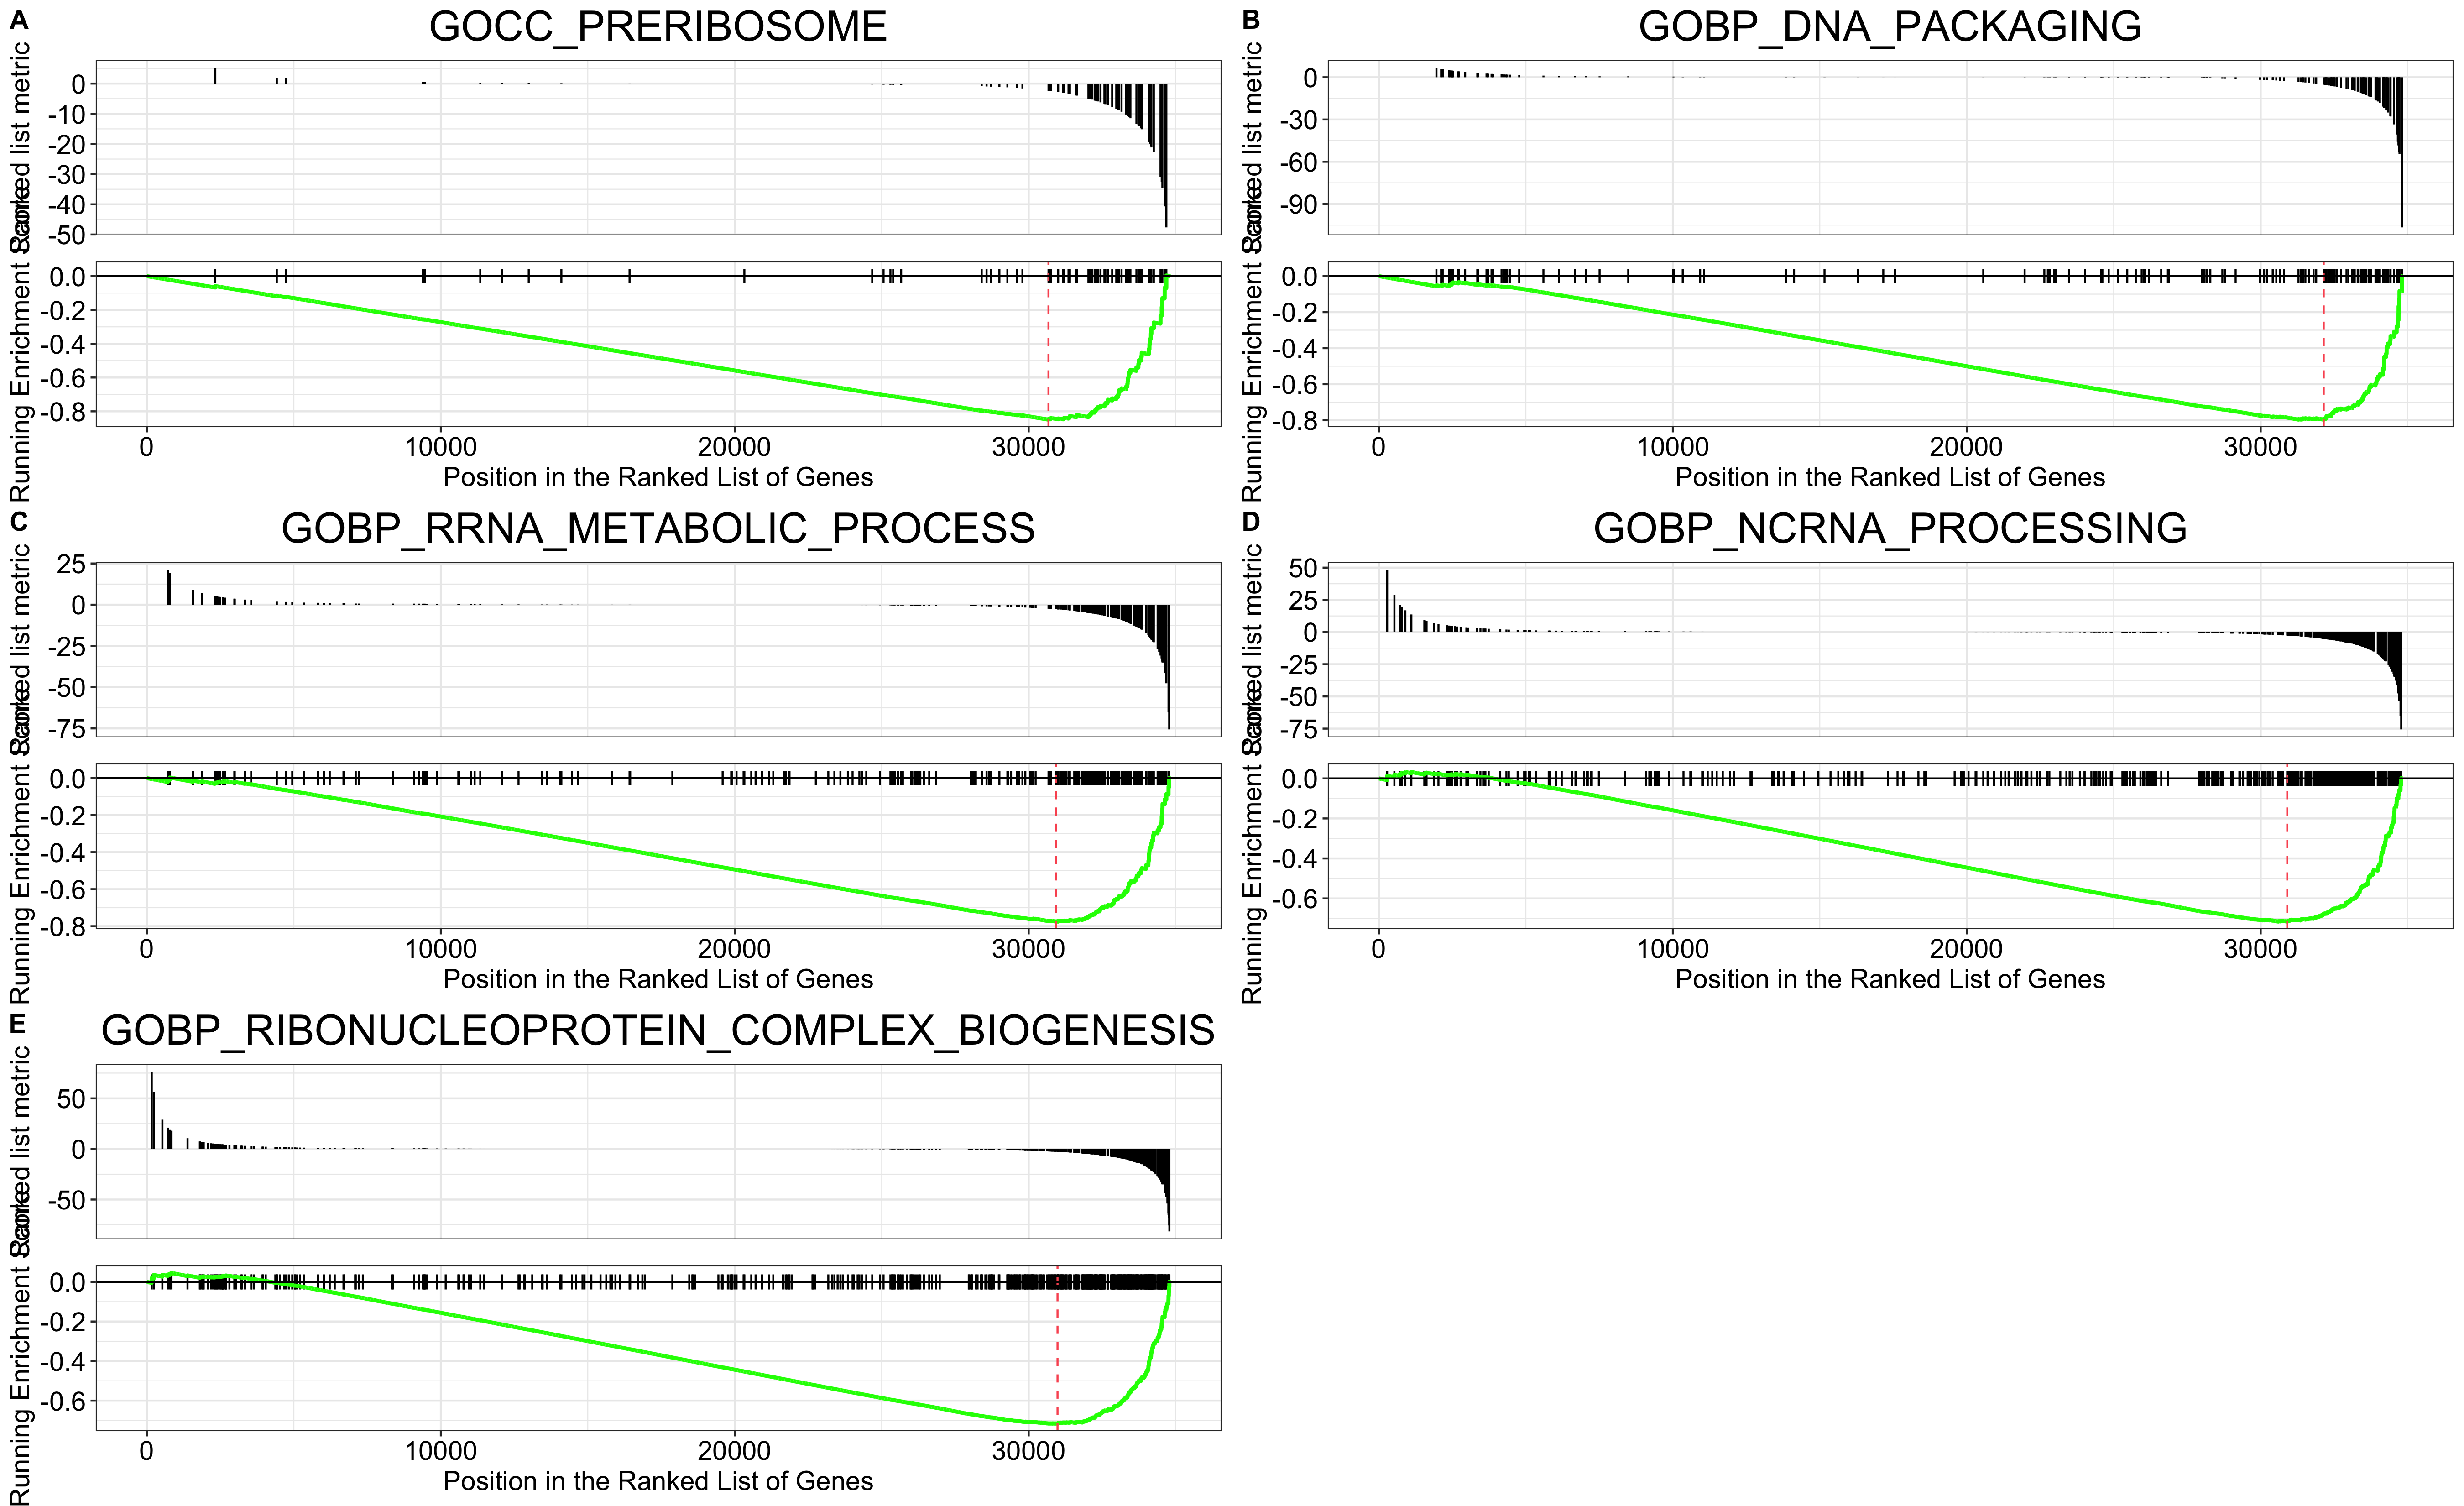 A
GOCC_PRERIBOSOME
Ranked list metric
0
-10
-20
-30
-40
-50
Running Enrichment Score
0.0
-0.2
-0.4
-0.6
-0.8
0 10000 20000 30000
Position in the Ranked List of Genes
B
GOBP_DNA_PACKAGING
Ranked list metric
0
-30
-60
-90
Running Enrichment Score
0.0
-0.2
-0.4
-0.6
-0.8
0 10000 20000 30000
Position in the Ranked List of Genes
C
GOBP_RRNA_METABOLIC_PROCESS
Ranked list metric
25
0
-25
-50
-75
Running Enrichment Score
0.0
-0.2
-0.4
-0.6
-0.8
0 10000 20000 30000
Position in the Ranked List of Genes
D
GOBP_NCRNA_PROCESSING
Ranked list metric
50
25
0
-25
-50
-75
Running Enrichment Score
0.0
-0.2
-0.4
-0.6
0 10000 20000 30000
Position in the Ranked List of Genes
E
GOBP_RIBONUCLEOPROTEIN_COMPLEX_BIOGENESIS
Ranked list metric
50
0
-50
Running Enrichment Score
0.0
-0.2
-0.4
-0.6
0 10000 20000 30000
Position in the Ranked List of Genes